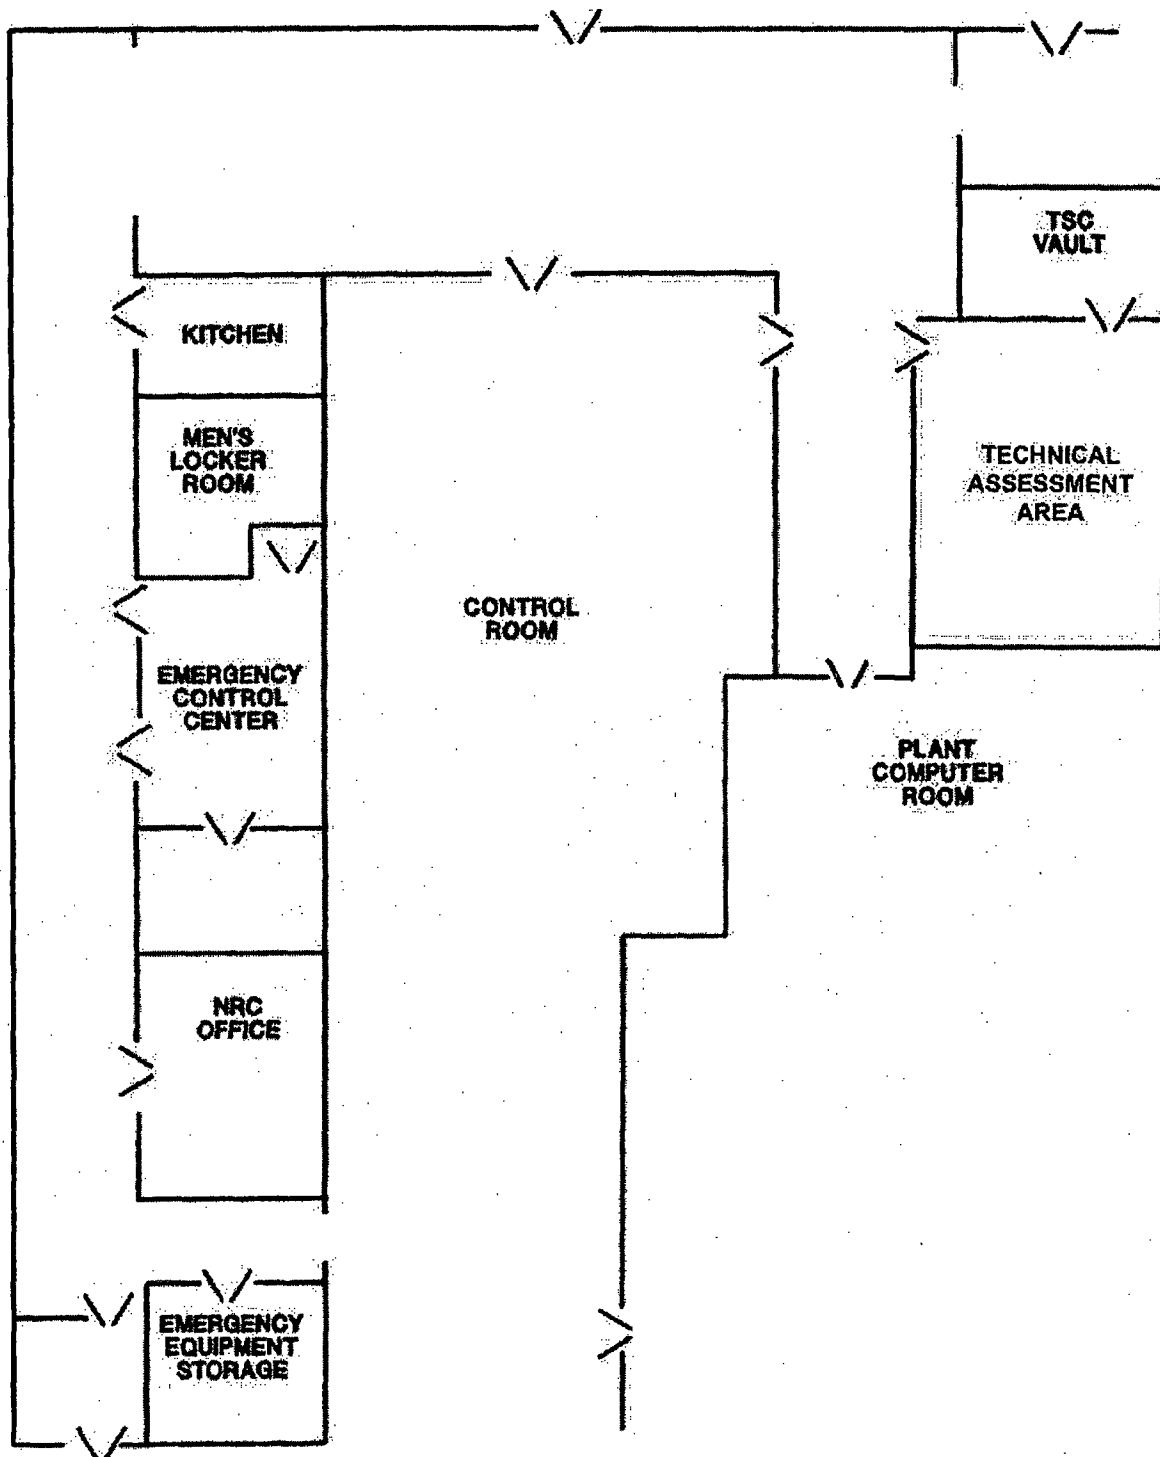 TSC
VAULT
KITCHEN
MEN'S
LOCKER
ROOM
TECHNICAL
ASSESSMENT
AREA
CONTROL
ROOM
EMERGENCY
CONTROL
CENTER
PLANT
COMPUTER
ROOM
NRC
OFFICE
EMERGENCY
EQUIPMENT
STORAGE